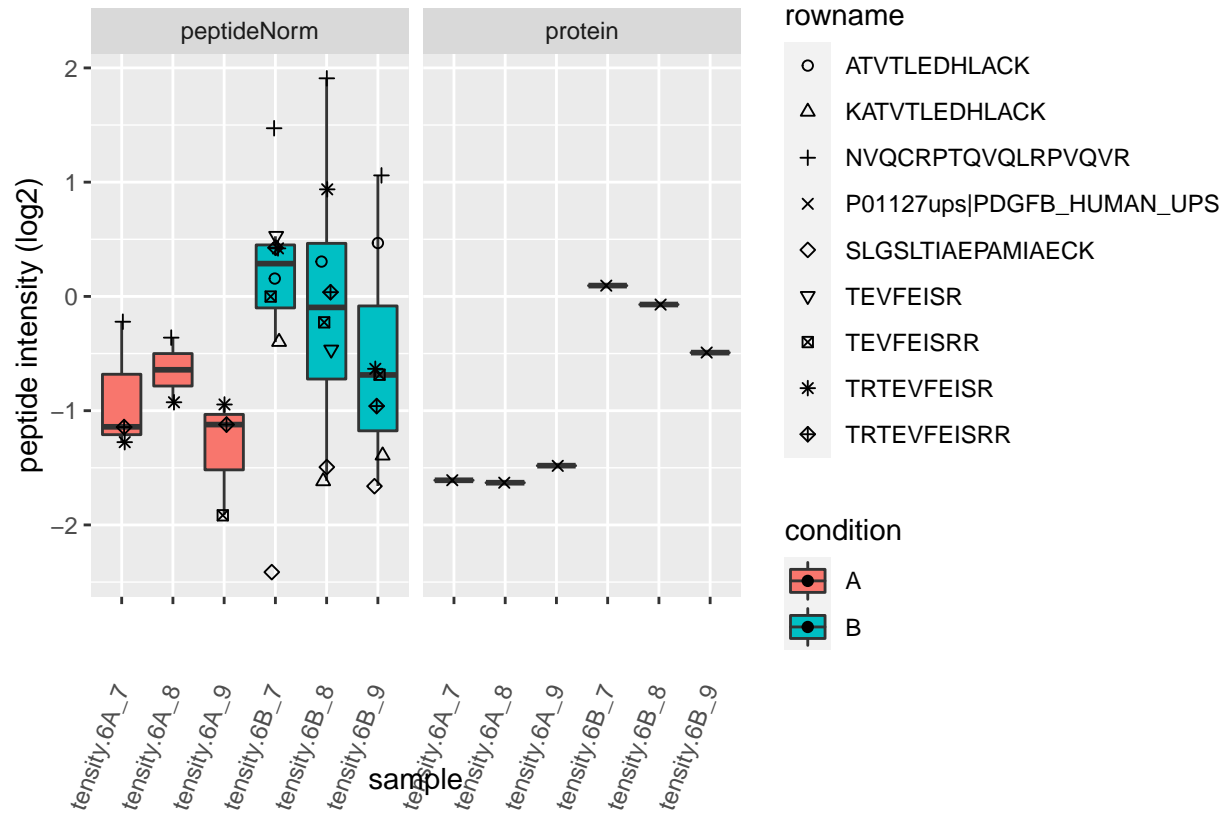 peptideNorm
protein
peptide intensity (log2)
2
1
0
−1
−2
tensity.6A_7
tensity.6A_8
tensity.6A_9
tensity.6B_7
tensity.6B_8
tensity.6B_9
tensity.6A_7
tensity.6A_8
tensity.6A_9
tensity.6B_7
tensity.6B_8
tensity.6B_9
sample
rowname
ATVTLEDHLACK
KATVTLEDHLACK
NVQCRPTQVQLRPVQVR
P01127ups|PDGFB_HUMAN_UPS
SLGSLTIAEPAMIAECK
TEVFEISR
TEVFEISRR
TRTEVFEISR
TRTEVFEISRR
condition
A
B